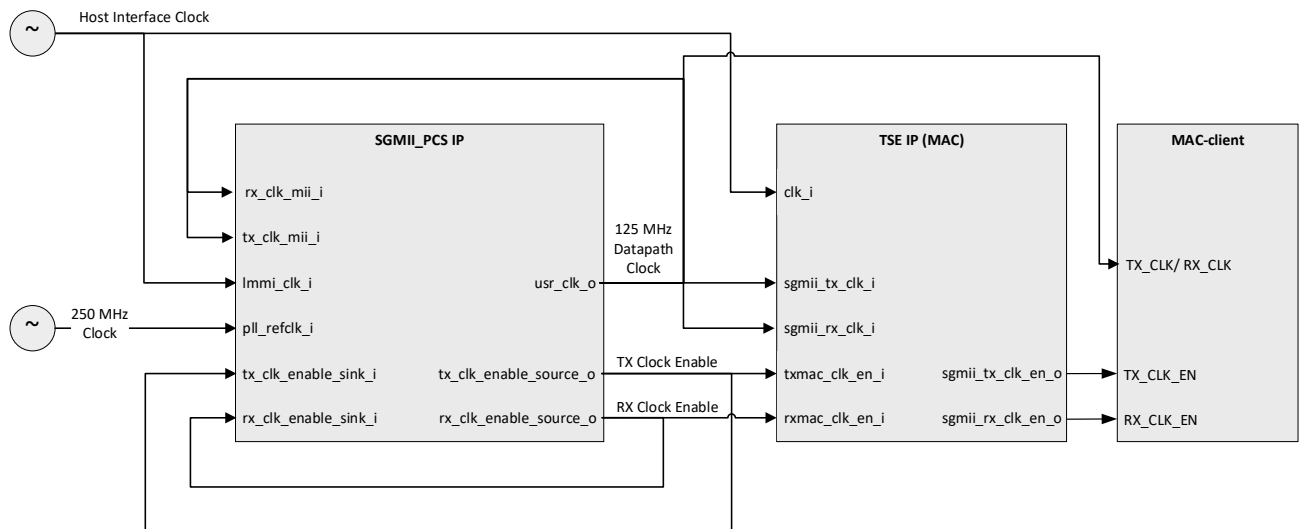 Host Interface Clock
~
SGMII_PCS IP
TSE IP (MAC)
MAC-client
rx_clk_mii_i
clk_i
tx_clk_mii_i
125 MHz
Datapath
Clock
TX_CLK/ RX_CLK
lmmi_clk_i
usr_clk_o
sgmii_tx_clk_i
~
250 MHz
Clock
pll_refclk_i
sgmii_rx_clk_i
TX Clock Enable
tx_clk_enable_sink_i
tx_clk_enable_source_o
txmac_clk_en_i
sgmii_tx_clk_en_o
TX_CLK_EN
RX Clock Enable
rx_clk_enable_sink_i
rx_clk_enable_source_o
rxmac_clk_en_i
sgmii_rx_clk_en_o
RX_CLK_EN